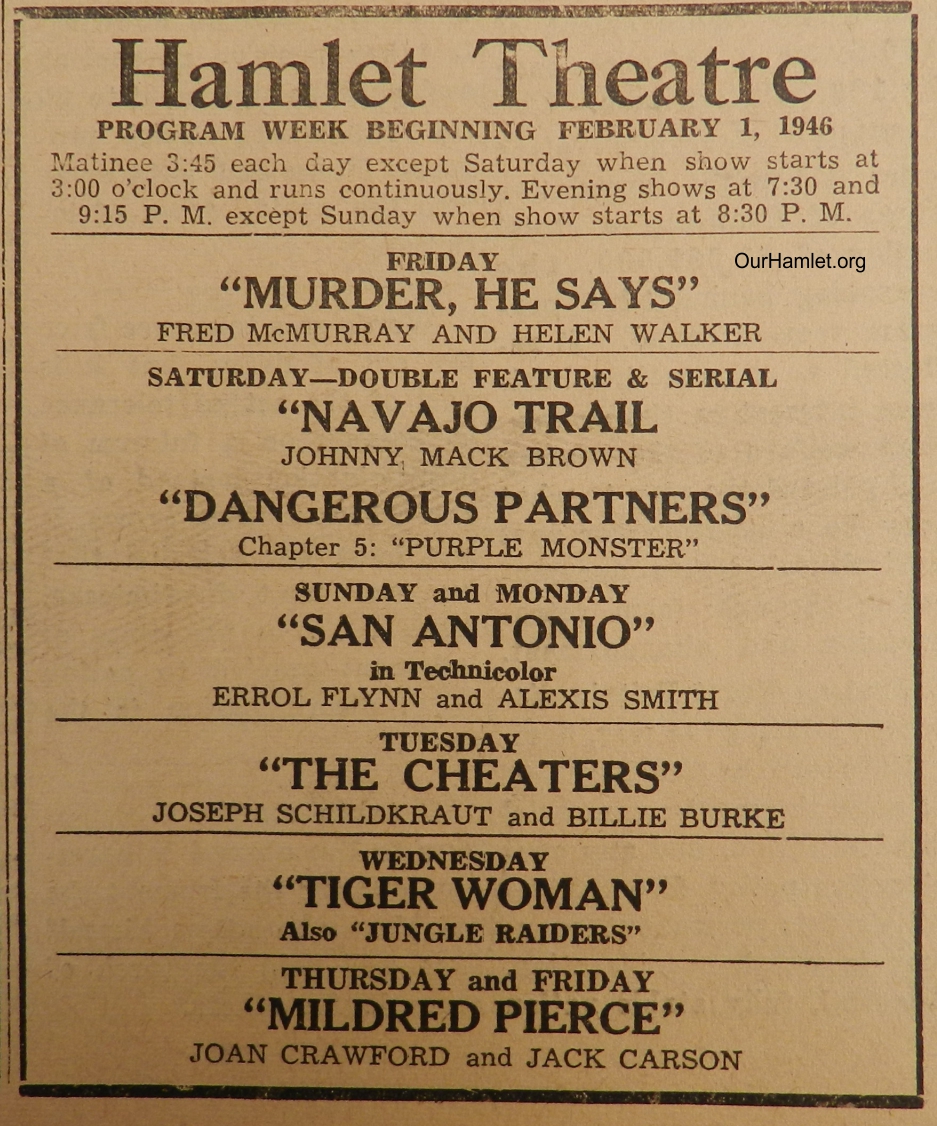 Hamlet Theatre
PROGRAM WEEK BEGINNING FEBRUARY 1, 1946
Matinee 3:45 each day except Saturday when show starts at
3:00 o'clock and runs continuously. Evening shows at 7:30 and
9:15 P. M. except Sunday when show starts at 8:30 P. M.
FRIDAY
OurHamlet.org
“MURDER, HE SAYS”
FRED McMURRAY AND HELEN WALKER
SATURDAY—DOUBLE FEATURE & SERIAL
“NAVAJO TRAIL
JOHNNY MACK BROWN
“DANGEROUS PARTNERS”
Chapter 5: “PURPLE MONSTER”
SUNDAY and MONDAY
“SAN ANTONIO”
in Technicolor
ERROL FLYNN and ALEXIS SMITH
TUESDAY
“THE CHEATERS”
JOSEPH SCHILDKRAUT and BILLIE BURKE
WEDNESDAY
“TIGER WOMAN”
Also “JUNGLE RAIDERS”
THURSDAY and FRIDAY
“MILDRED PIERCE”
JOAN CRAWFORD and JACK CARSON